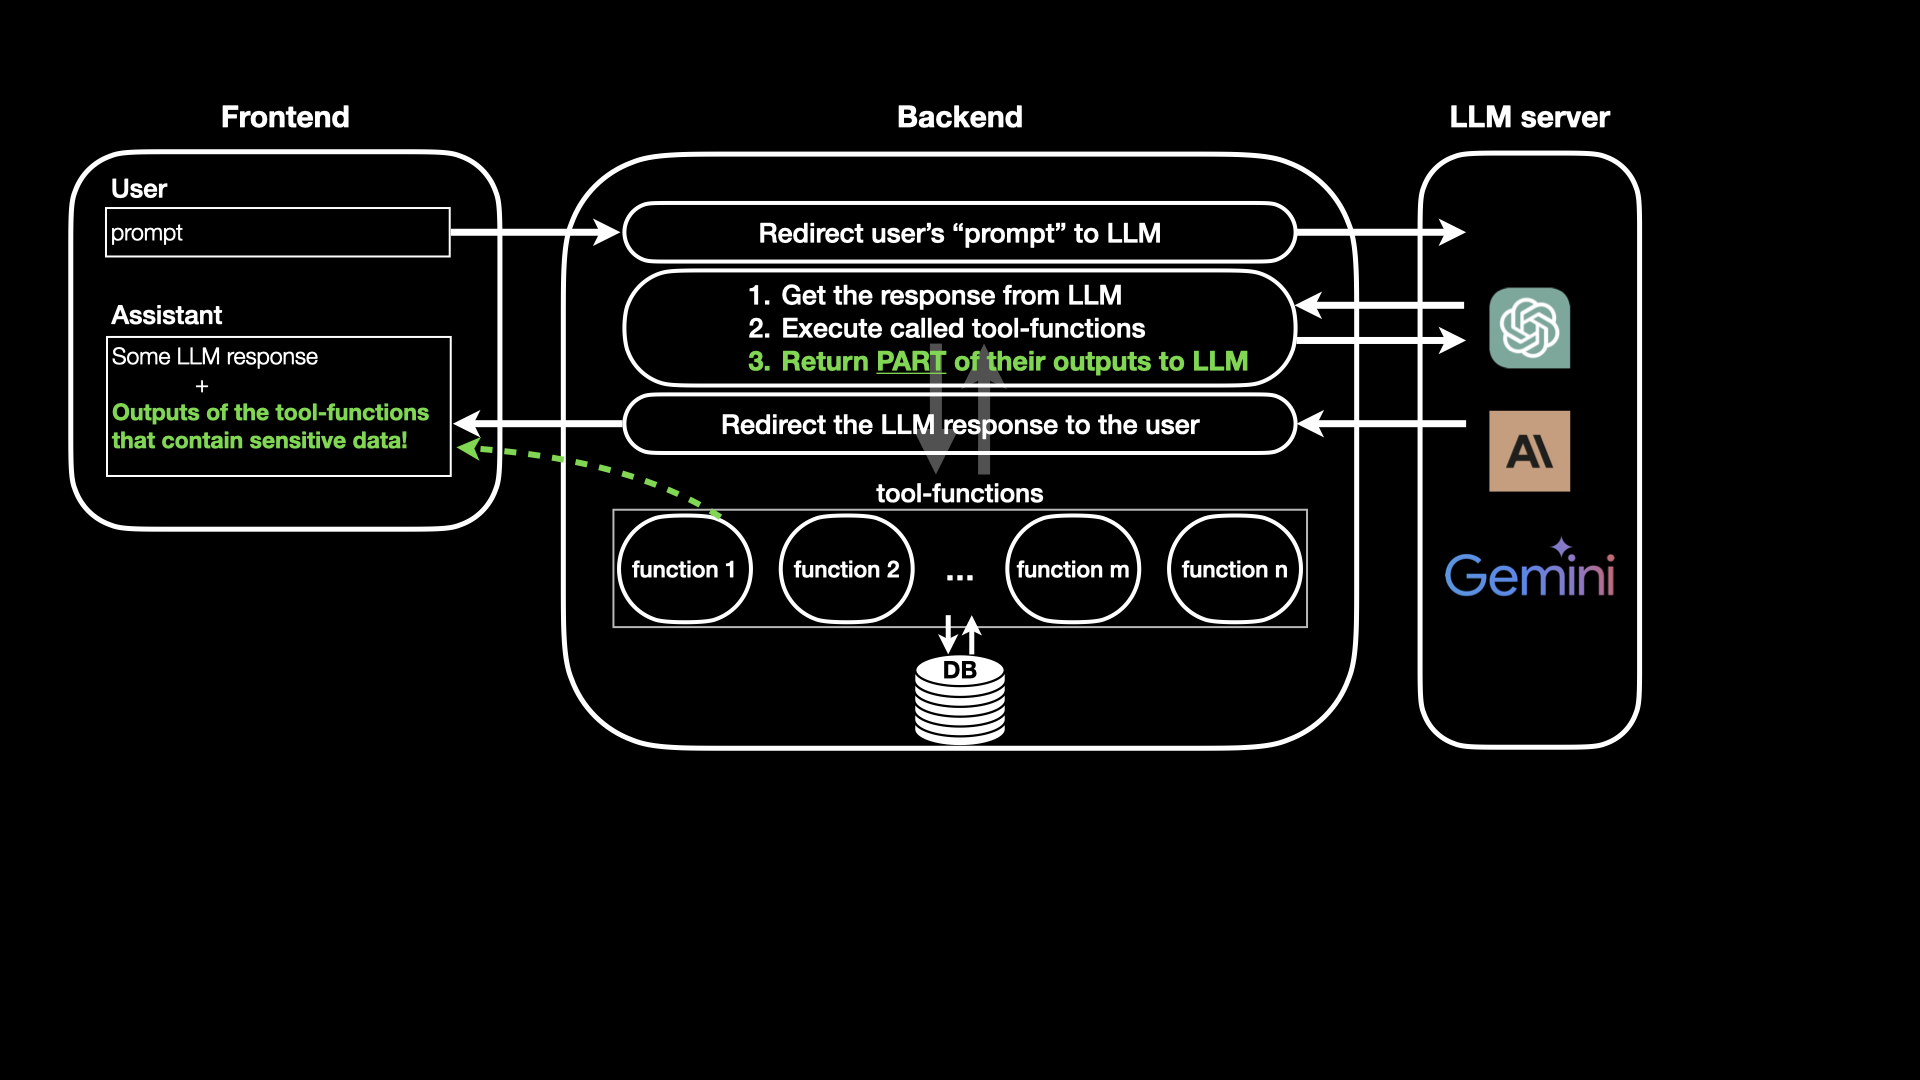 Frontend
Backend
LLM server
User
prompt
Redirect user’s “prompt” to LLM
1. Get the response from LLM
2. Execute called tool-functions
3. Return PART of their outputs to LLM
Assistant
Some LLM response
+
Outputs of the tool-functions
that contain sensitive data!
Redirect the LLM response to the user
tool-functions
function 1
function 2
...
function m
function n
DB
A\
Gemini